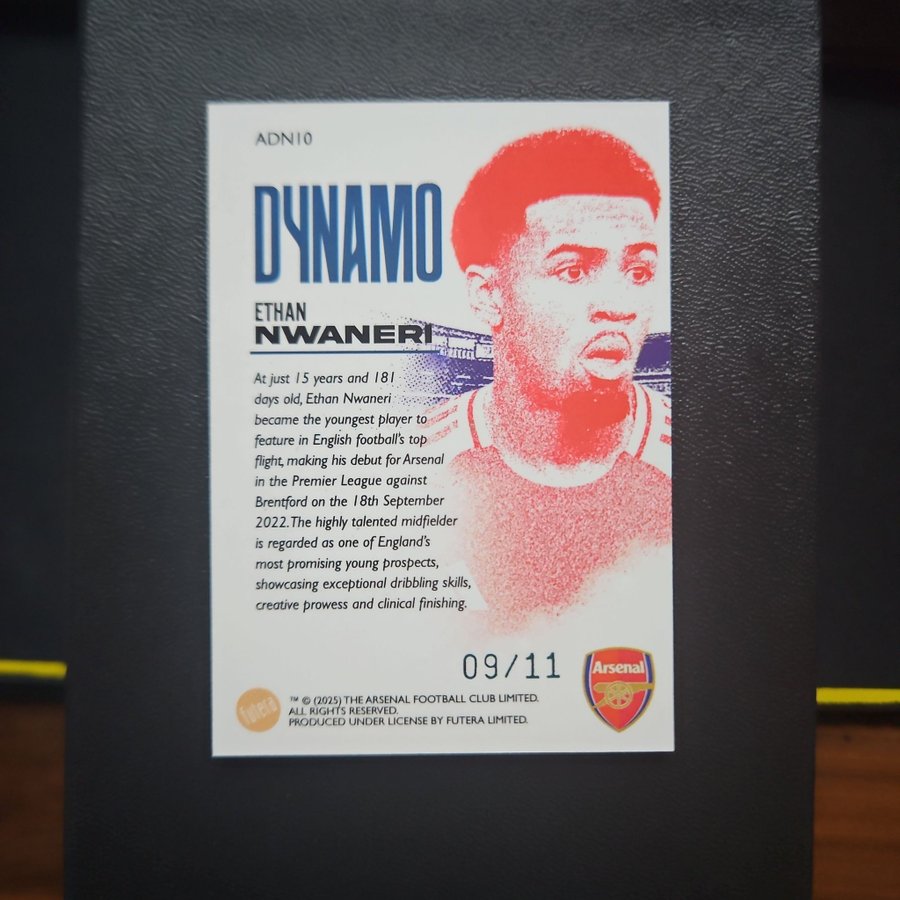 ADN10
DYNAMO
ETHAN
NWANERI
At just 15 years and 181
days old, Ethan Nwaneri
became the youngest player to
feature in English football's top
flight, making his debut for Arsenal
in the Premier League against
Brentford on the 18th September
2022.The highly talented midfielder
is regarded as one of England's
most promising young prospects,
showcasing exceptional dribbling skills,
creative prowess and clinical finishing.
09/11
Arsenal
futera
™ © (2025) THE ARSENAL FOOTBALL CLUB LIMITED.
ALL RIGHTS RESERVED.
PRODUCED UNDER LICENSE BY FUTERA LIMITED.